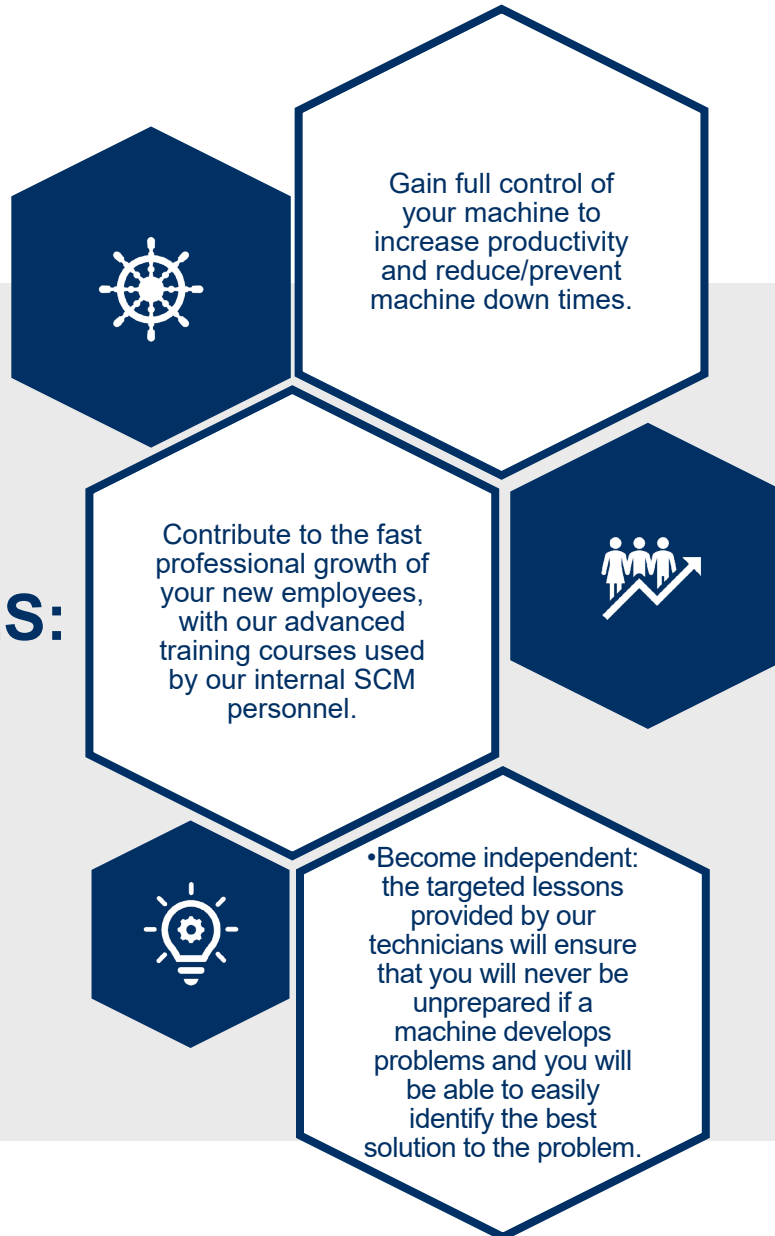 Gain full control of
your machine to
increase productivity
and reduce/prevent
machine down times.
Contribute to the fast
professional growth of
your new employees,
with our advanced
training courses used
by our internal SCM
personnel.
S:
•Become independent:
the targeted lessons
provided by our
technicians will ensure
that you will never be
unprepared if a
machine develops
problems and you will
be able to easily
identify the best
solution to the problem.